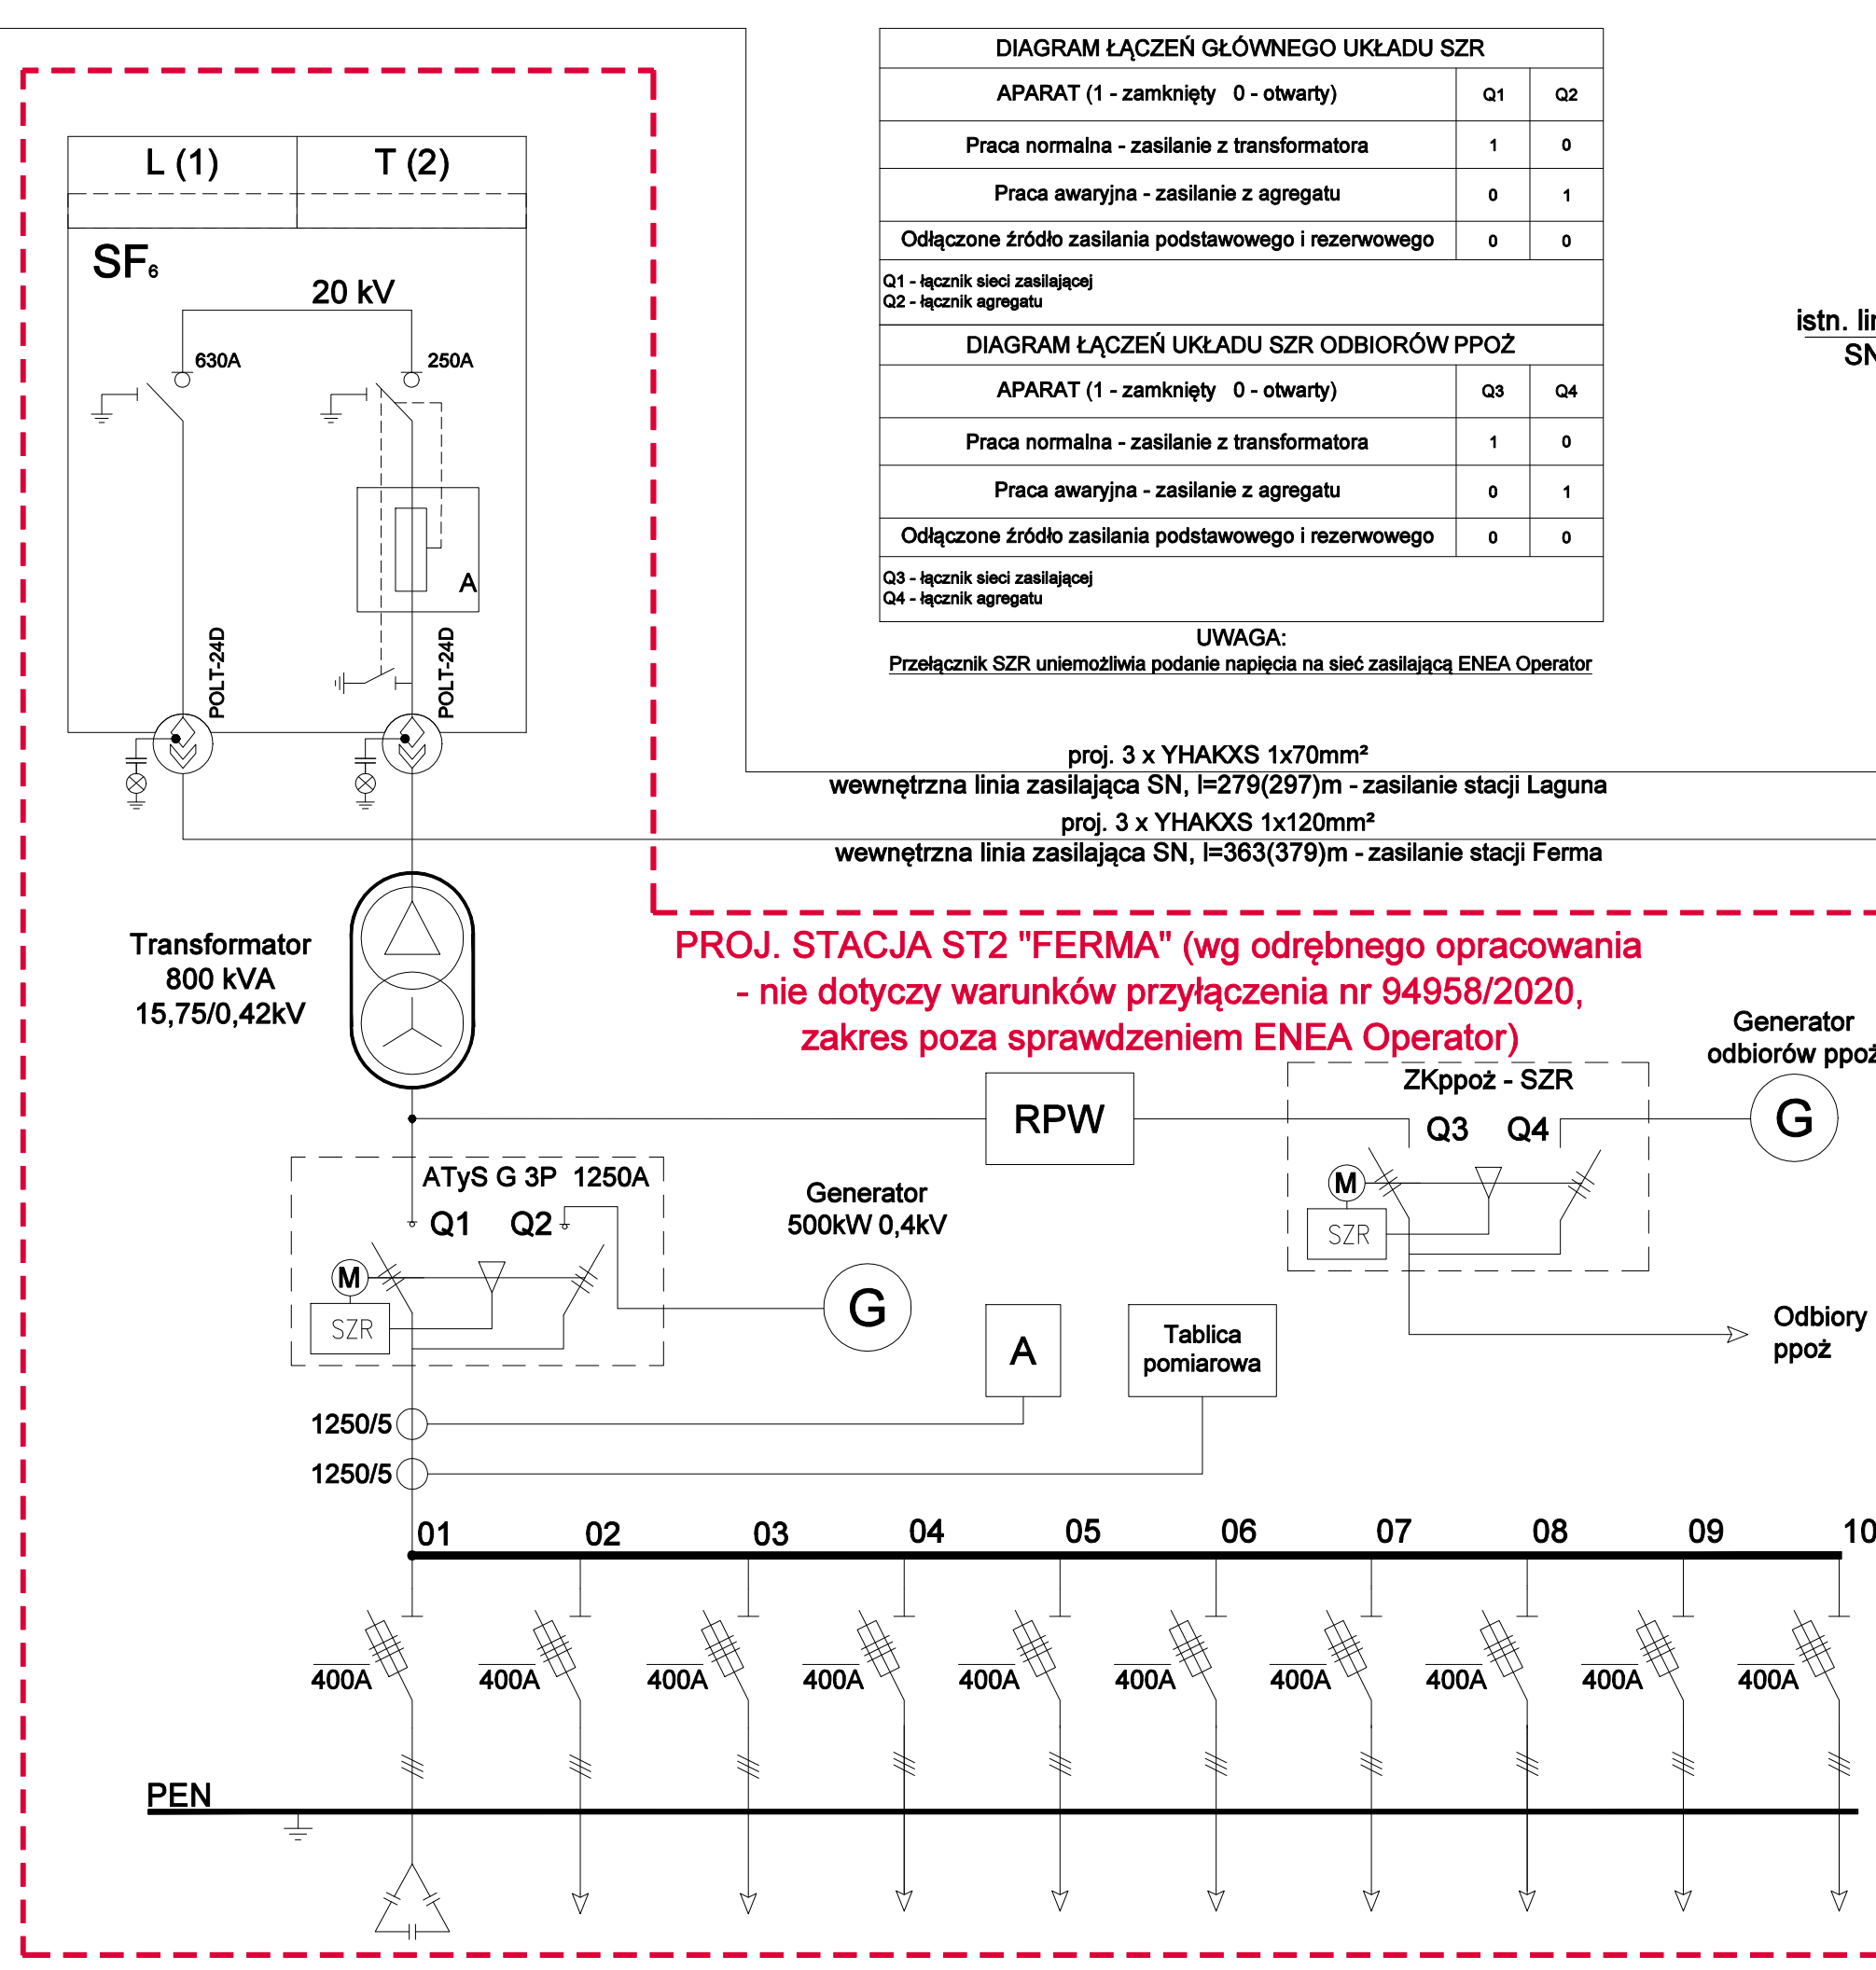 DIAGRAM ŁĄCZEŃ GŁÓWNEGO UKŁADU SZR
APARAT (1 - zamknięty 0 - otwarty) Q1 Q2
Praca normalna - zasilanie z transformatora 1 0
Praca awaryjna - zasilanie z agregatu 0 1
Odłączone źródło zasilania podstawowego i rezerwowego 0 0
Q1 - łącznik sieci zasilającej
Q2 - łącznik agregatu
DIAGRAM ŁĄCZEŃ UKŁADU SZR ODBIORÓW PPOŻ
APARAT (1 - zamknięty 0 - otwarty) Q3 Q4
Praca normalna - zasilanie z transformatora 1 0
Praca awaryjna - zasilanie z agregatu 0 1
Odłączone źródło zasilania podstawowego i rezerwowego 0 0
Q3 - łącznik sieci zasilającej
Q4 - łącznik agregatu
UWAGA:
Przełącznik SZR uniemożliwia podanie napięcia na sieć zasilającą ENEA Operator
istn. lin
SN
L (1) T (2)
SF6
20 kV
630A 250A
A
POLT-24D POLT-24D
proj. 3 x YHAKXS 1x70mm²
wewnętrzna linia zasilająca SN, l=279(297)m - zasilanie stacji Laguna
proj. 3 x YHAKXS 1x120mm²
wewnętrzna linia zasilająca SN, l=363(379)m - zasilanie stacji Ferma
Transformator
800 kVA
15,75/0,42kV
PROJ. STACJA ST2 "FERMA" (wg odrębnego opracowania
- nie dotyczy warunków przyłączenia nr 94958/2020,
zakres poza sprawdzeniem ENEA Operator)
Generator
odbiorów ppoż
G
RPW
ZKppoż - SZR
Q3 Q4
M
SZR
ATyS G 3P 1250A
Q1 Q2
M
SZR
Generator
500kW 0,4kV
G
A
Tablica
pomiarowa
Odbiory
ppoż
1250/5
1250/5
01 02 03 04 05 06 07 08 09 10
400A 400A 400A 400A 400A 400A 400A 400A 400A 400A
PEN